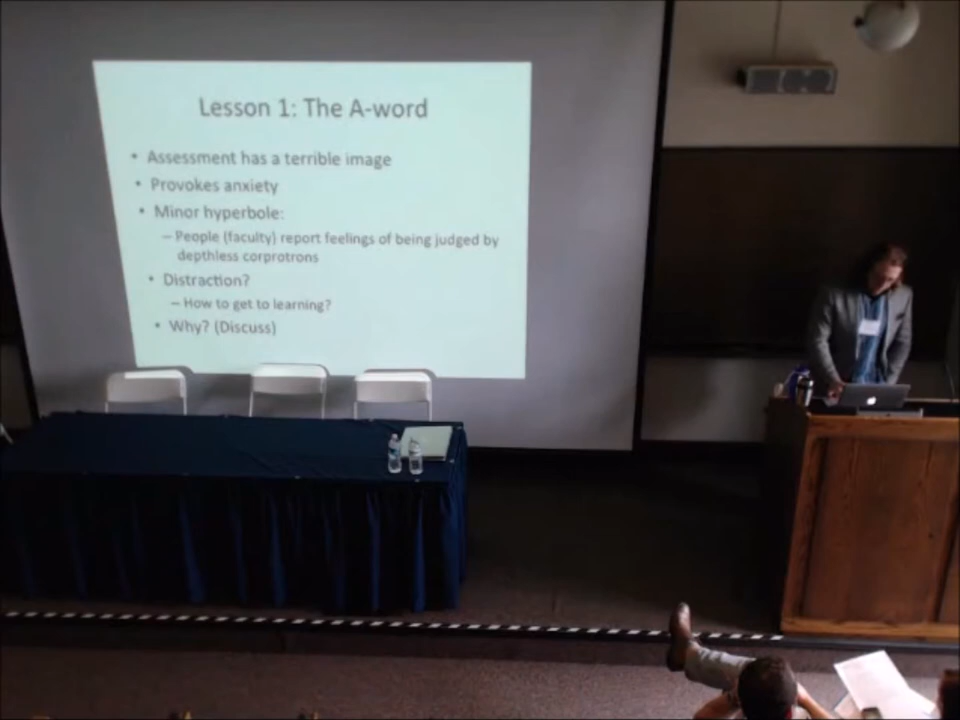 Lesson 1: The A-word
• Assessment has a terrible image
• Provokes anxiety
• Minor hyperbole:
– People (faculty) report feelings of being judged by
depthless corprotrons
• Distraction?
– How to get to learning?
• Why? (Discuss)